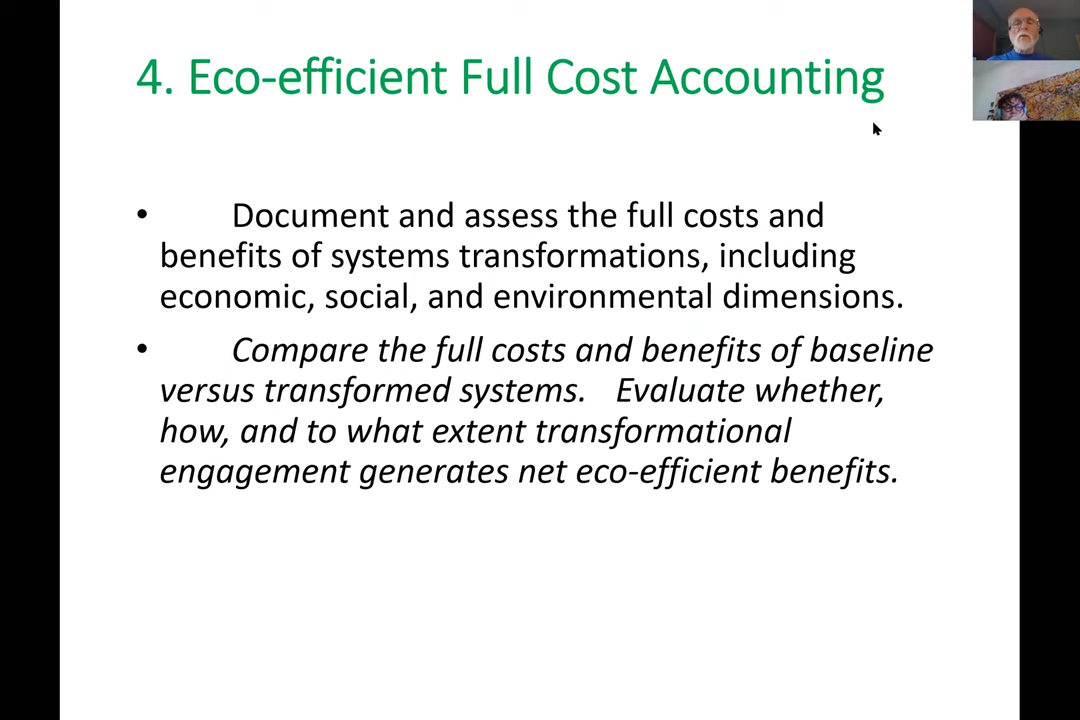 4. Eco-efficient Full Cost Accounting
• Document and assess the full costs and
benefits of systems transformations, including
economic, social, and environmental dimensions.
• Compare the full costs and benefits of baseline
versus transformed systems. Evaluate whether,
how, and to what extent transformational
engagement generates net eco-efficient benefits.